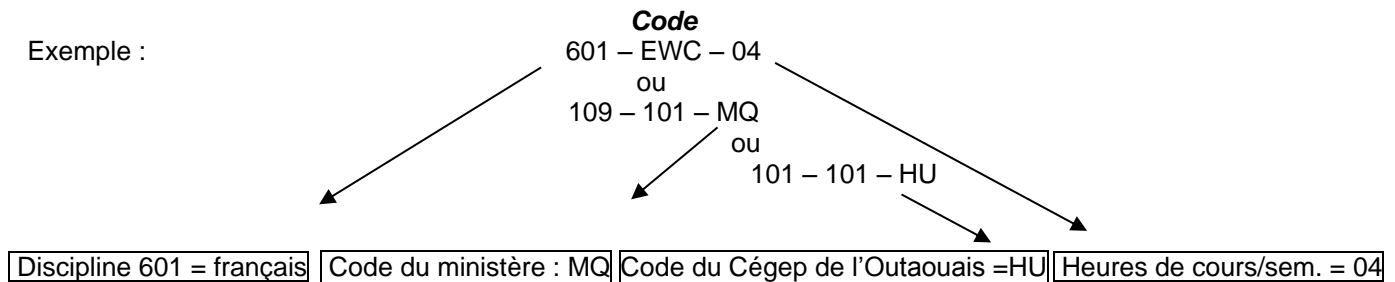 Code
Exemple : 601 – EWC – 04
ou
109 – 101 – MQ
ou
101 – 101 – HU
Discipline 601 = français Code du ministère : MQ Code du Cégep de l’Outaouais =HU Heures de cours/sem. = 04